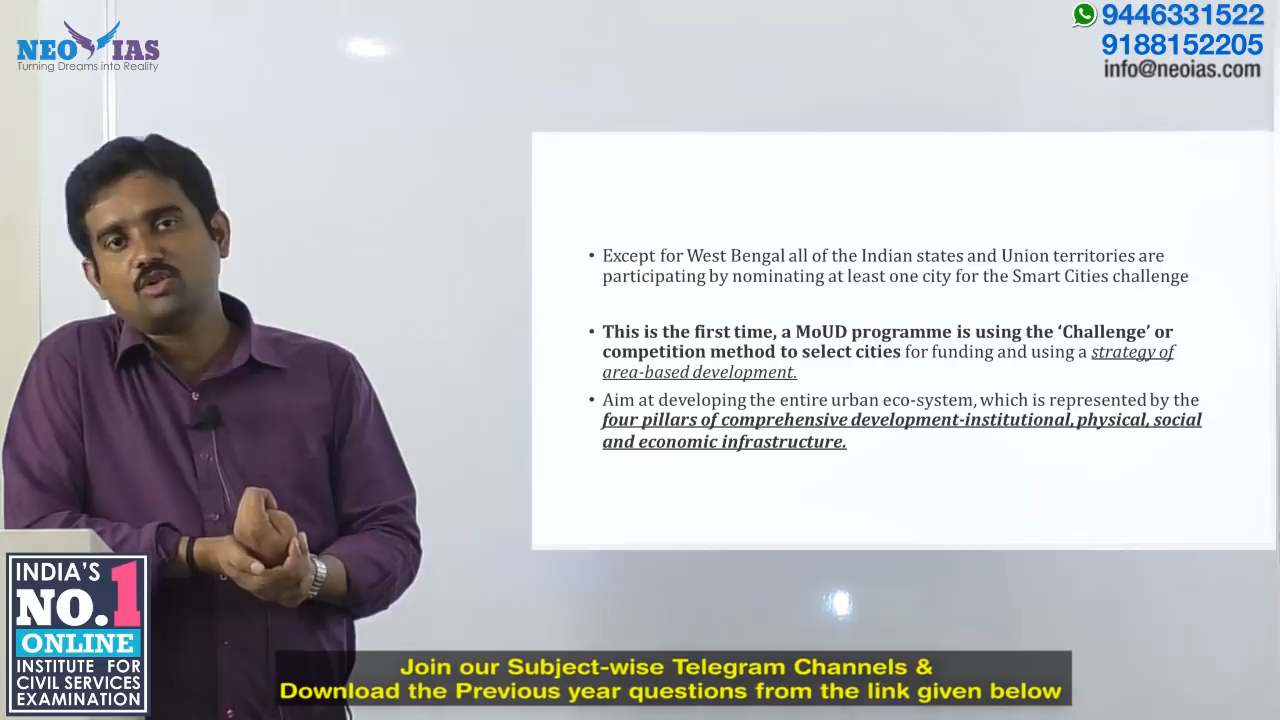 NEO IAS
Turning Dreams into Reality
9446331522
9188152205
info@neoias.com
• Except for West Bengal all of the Indian states and Union territories are
participating by nominating at least one city for the Smart Cities challenge
• This is the first time, a MoUD programme is using the ‘Challenge’ or
competition method to select cities for funding and using a strategy of
area-based development.
• Aim at developing the entire urban eco-system, which is represented by the
four pillars of comprehensive development-institutional, physical, social
and economic infrastructure.
INDIA'S
NO.1
ONLINE
INSTITUTE FOR
CIVIL SERVICES
EXAMINATION
Join our Subject-wise Telegram Channels &
Download the Previous year questions from the link given below